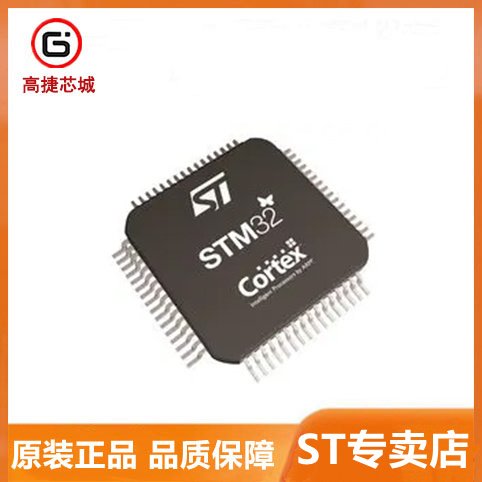 G
高捷芯城
ST
STM32
Cortex
Intelligent Processors by ARM
原装正品 品质保障 ST专卖店